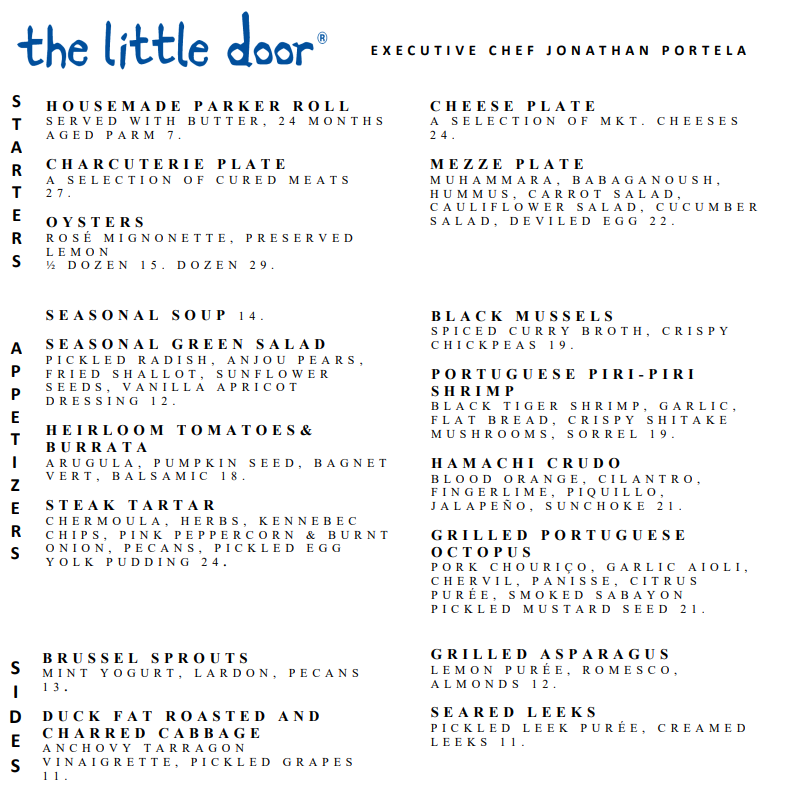 the little door®
EXECUTIVE CHEF JONATHAN PORTELA
STARTERS
HOUSEMADE PARKER ROLL
SERVED WITH BUTTER, 24 MONTHS
AGED PARM 7.
CHARCUTERIE PLATE
A SELECTION OF CURED MEATS
27.
OYSTERS
ROSÉ MIGNONETTE, PRESERVED
LEMON
½ DOZEN 15. DOZEN 29.
CHEESE PLATE
A SELECTION OF MKT. CHEESES
24.
MEZZE PLATE
MUHAMMARA, BABAGANOUSH,
HUMMUS, CARROT SALAD,
CAULIFLOWER SALAD, CUCUMBER
SALAD, DEVILED EGG 22.
APPETIZERS
SEASONAL SOUP 14.
SEASONAL GREEN SALAD
PICKLED RADISH, ANJOU PEARS,
FRIED SHALLOT, SUNFLOWER
SEEDS, VANILLA APRICOT
DRESSING 12.
HEIRLOOM TOMATOES&
BURRATA
ARUGULA, PUMPKIN SEED, BAGNET
VERT, BALSAMIC 18.
STEAK TARTAR
CHERMOULA, HERBS, KENNEBEC
CHIPS, PINK PEPPERCORN & BURNT
ONION, PECANS, PICKLED EGG
YOLK PUDDING 24.
BLACK MUSSELS
SPICED CURRY BROTH, CRISPY
CHICKPEAS 19.
PORTUGUESE PIRI-PIRI
SHRIMP
BLACK TIGER SHRIMP, GARLIC,
FLAT BREAD, CRISPY SHITAKE
MUSHROOMS, SORREL 19.
HAMACHI CRUDO
BLOOD ORANGE, CILANTRO,
FINGERLIME, PIQUILLO,
JALAPEÑO, SUNCHOKE 21.
GRILLED PORTUGUESE
OCTOPUS
PORK CHOURIÇO, GARLIC AIOLI,
CHERVIL, PANISSE, CITRUS
PURÉE, SMOKED SABAYON
PICKLED MUSTARD SEED 21.
SIDES
BRUSSEL SPROUTS
MINT YOGURT, LARDON, PECANS
13.
DUCK FAT ROASTED AND
CHARRED CABBAGE
ANCHOVY TARRAGON
VINAIGRETTE, PICKLED GRAPES
11.
GRILLED ASPARAGUS
LEMON PURÉE, ROMESCO,
ALMONDS 12.
SEARED LEEKS
PICKLED LEEK PURÉE, CREAMED
LEEKS 11.